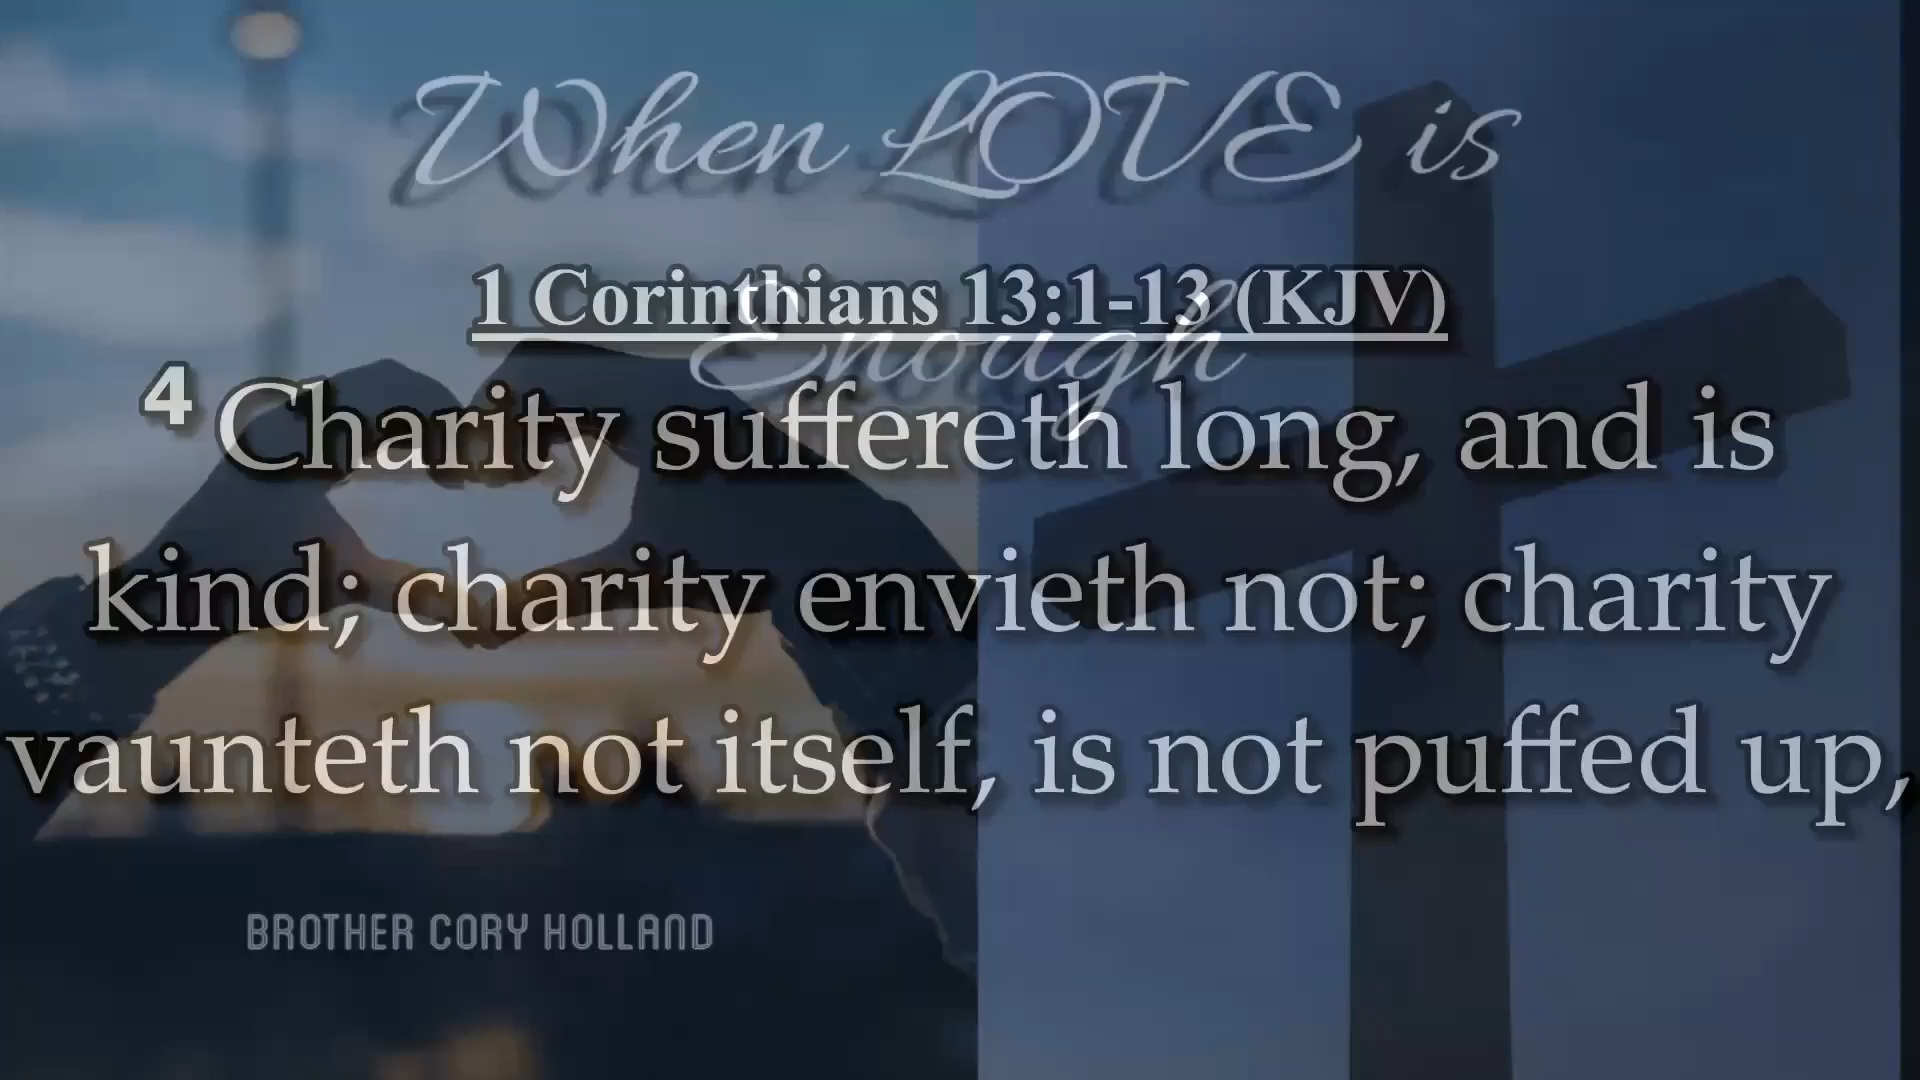 When LOVE is
1 Corinthians 13:1-13 (KJV)
Enough
4 Charity suffereth long, and is
kind; charity envieth not; charity
vaunteth not itself, is not puffed up,
BROTHER CORY HOLLAND